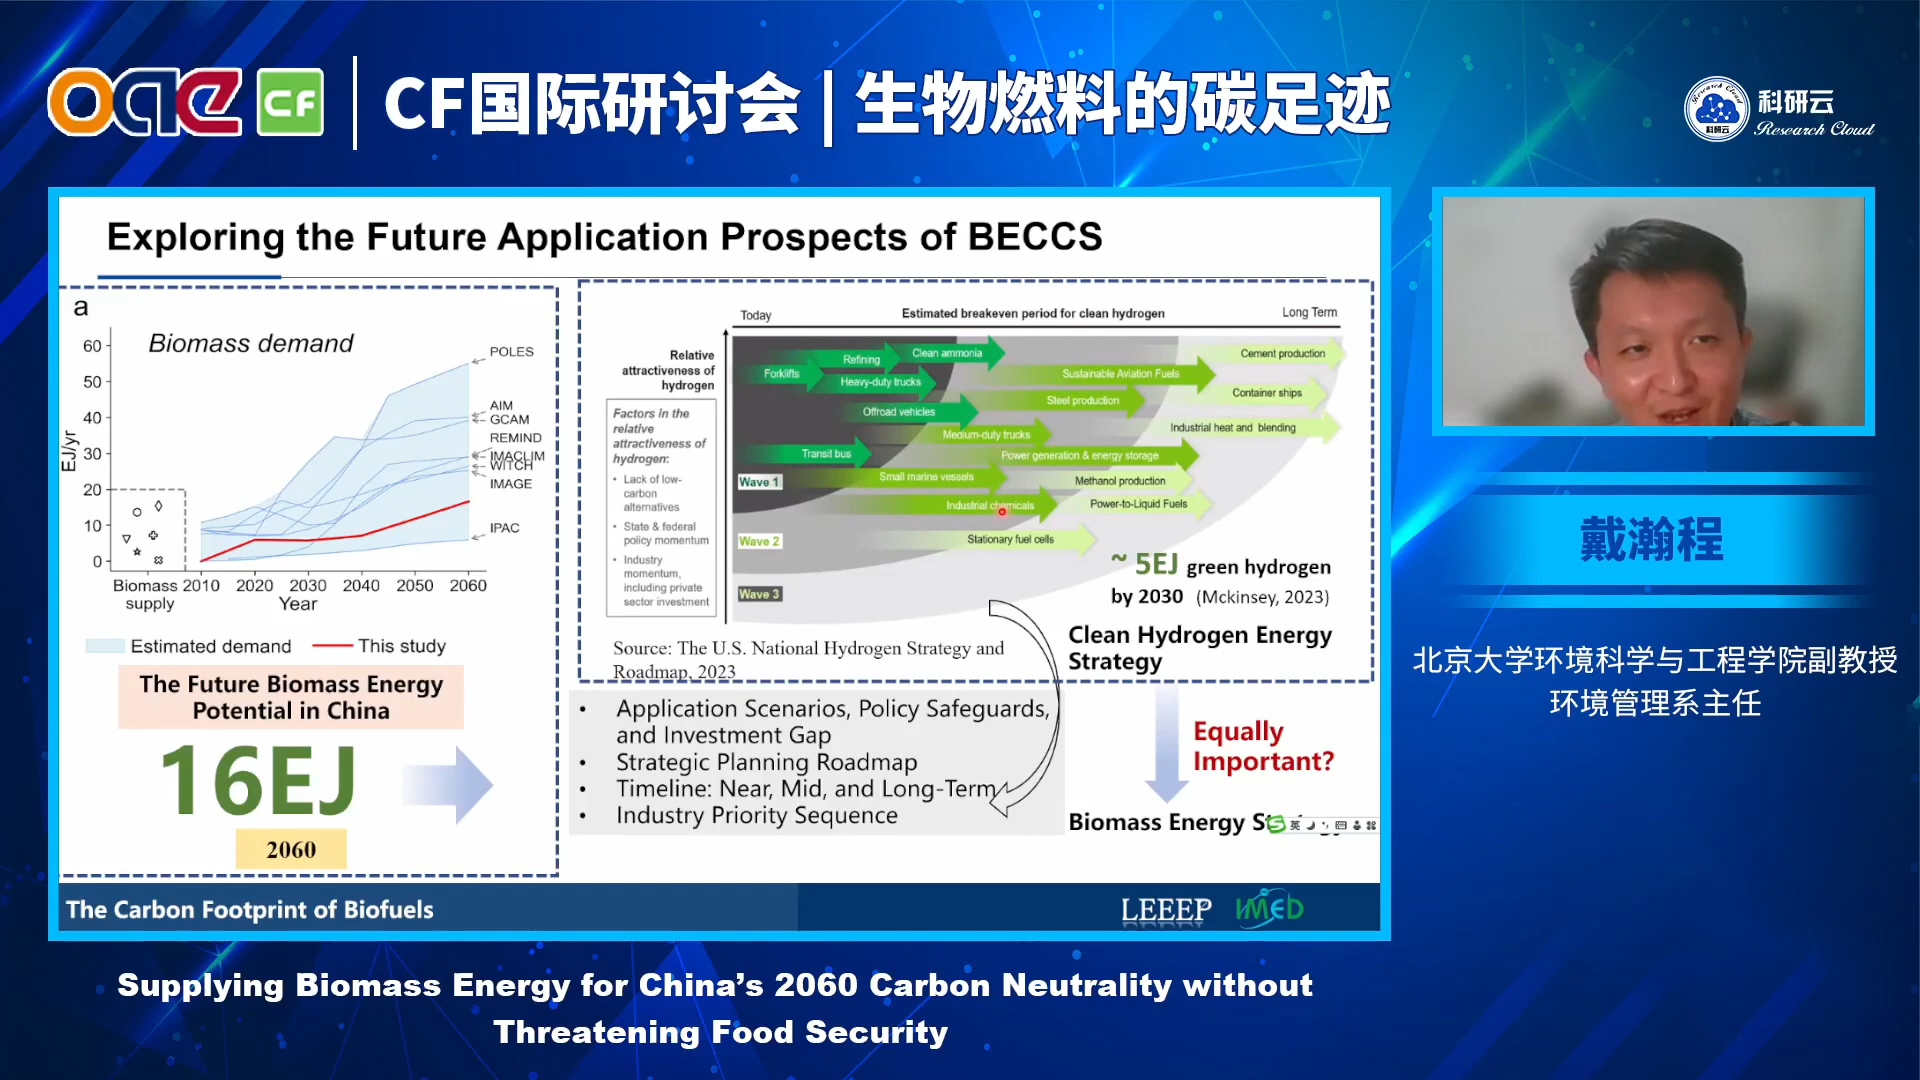 oae CF
CF国际研讨会 | 生物燃料的碳足迹
Research Cloud
科研云
科研云
Research Cloud
Exploring the Future Application Prospects of BECCS
a
Biomass demand
EJ/yr
60
50
40
30
20
10
0
POLES
AIM
GCAM
REMIND
IMACLIM
WITCH
IMAGE
IPAC
Biomass supply
2010 2020 2030 2040 2050 2060
Year
Estimated demand
This study
The Future Biomass Energy
Potential in China
16EJ
2060
Today
Estimated breakeven period for clean hydrogen
Long Term
Relative
attractiveness of
hydrogen
Factors in the
relative
attractiveness of
hydrogen:
• Lack of low-
carbon
alternatives
• State & federal
policy momentum
• Industry
momentum,
including private
sector investment
Forklifts
Refining
Clean ammonia
Heavy-duty trucks
Offroad vehicles
Transit bus
Sustainable Aviation Fuels
Steel production
Medium-duty trucks
Power generation & energy storage
Small marine vessels
Industrial chemicals
Cement production
Container ships
Industrial heat and blending
Methanol production
Power-to-Liquid Fuels
Stationary fuel cells
Wave 1
Wave 2
Wave 3
~ 5EJ green hydrogen
by 2030 (Mckinsey, 2023)
Source: The U.S. National Hydrogen Strategy and
Roadmap, 2023
Clean Hydrogen Energy
Strategy
• Application Scenarios, Policy Safeguards,
and Investment Gap
• Strategic Planning Roadmap
• Timeline: Near, Mid, and Long-Term
• Industry Priority Sequence
Equally
Important?
Biomass Energy
英
The Carbon Footprint of Biofuels
LEEEP
IMED
戴瀚程
北京大学环境科学与工程学院副教授
环境管理系主任
Supplying Biomass Energy for China’s 2060 Carbon Neutrality without
Threatening Food Security